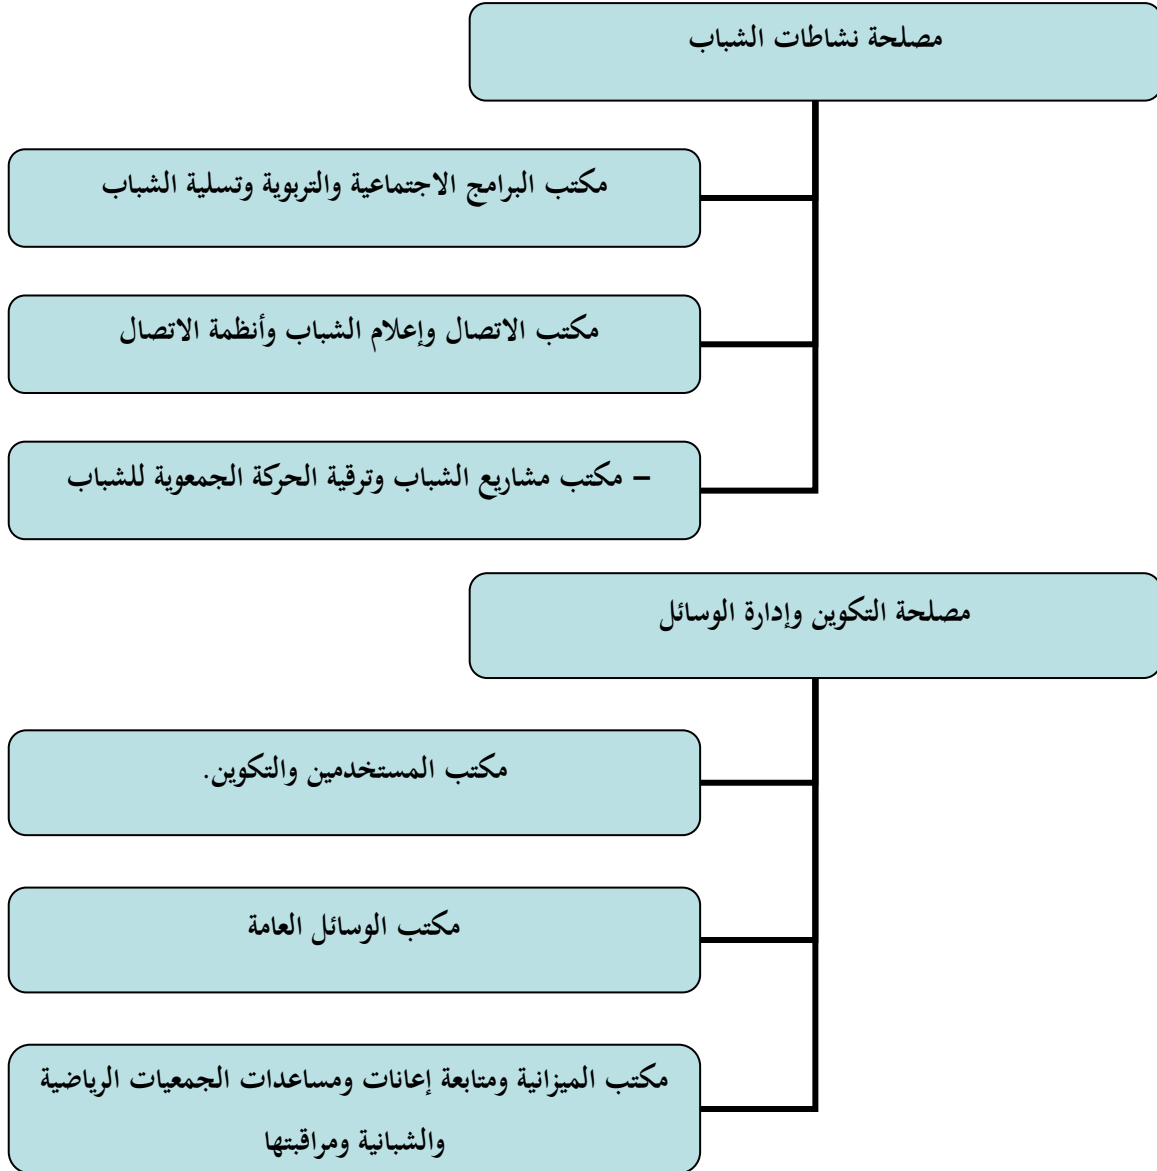 مصلحة نشاطات الشباب
مكتب البرامج الاجتماعية والتربوية وتسلية الشباب
مكتب الاتصال وإعلام الشباب وأنظمة الاتصال
– مكتب مشاريع الشباب وترقية الحركة الجمعوية للشباب
مصلحة التكوين وإدارة الوسائل
مكتب المستخدمين والتكوين.
مكتب الوسائل العامة
مكتب الميزانية ومتابعة إعانات ومساعدات الجمعيات الرياضية
والشبانية ومراقبتها